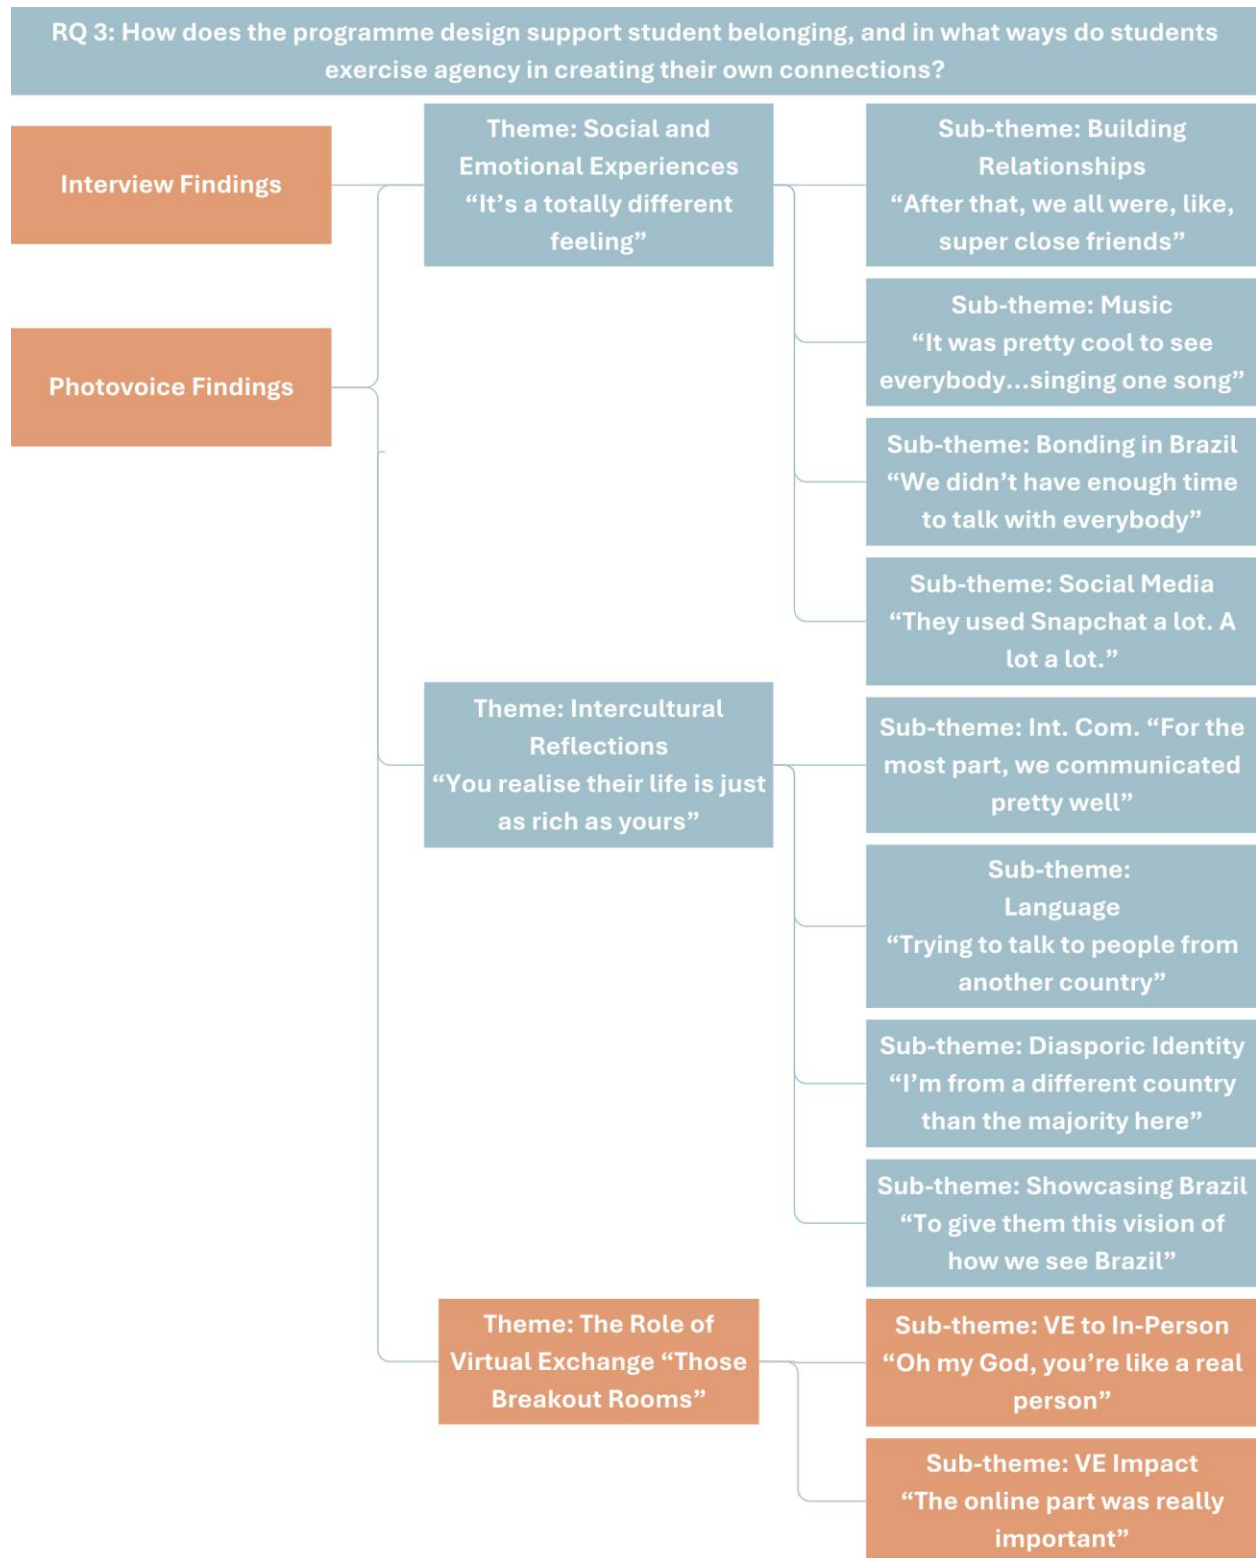 RQ 3: How does the programme design support student belonging, and in what ways do students
exercise agency in creating their own connections?
Interview Findings
Photovoice Findings
Theme: Social and
Emotional Experiences
“It’s a totally different
feeling”
Sub-theme: Building
Relationships
“After that, we all were, like,
super close friends”
Sub-theme: Music
“It was pretty cool to see
everybody...singing one song”
Sub-theme: Bonding in Brazil
“We didn’t have enough time
to talk with everybody”
Sub-theme: Social Media
“They used Snapchat a lot. A
lot a lot.”
Theme: Intercultural
Reflections
“You realise their life is just
as rich as yours”
Sub-theme: Int. Com. “For the
most part, we communicated
pretty well”
Sub-theme:
Language
“Trying to talk to people from
another country”
Sub-theme: Diasporic Identity
“I’m from a different country
than the majority here”
Sub-theme: Showcasing Brazil
“To give them this vision of
how we see Brazil”
Theme: The Role of
Virtual Exchange “Those
Breakout Rooms”
Sub-theme: VE to In-Person
“Oh my God, you’re like a real
person”
Sub-theme: VE Impact
“The online part was really
important”